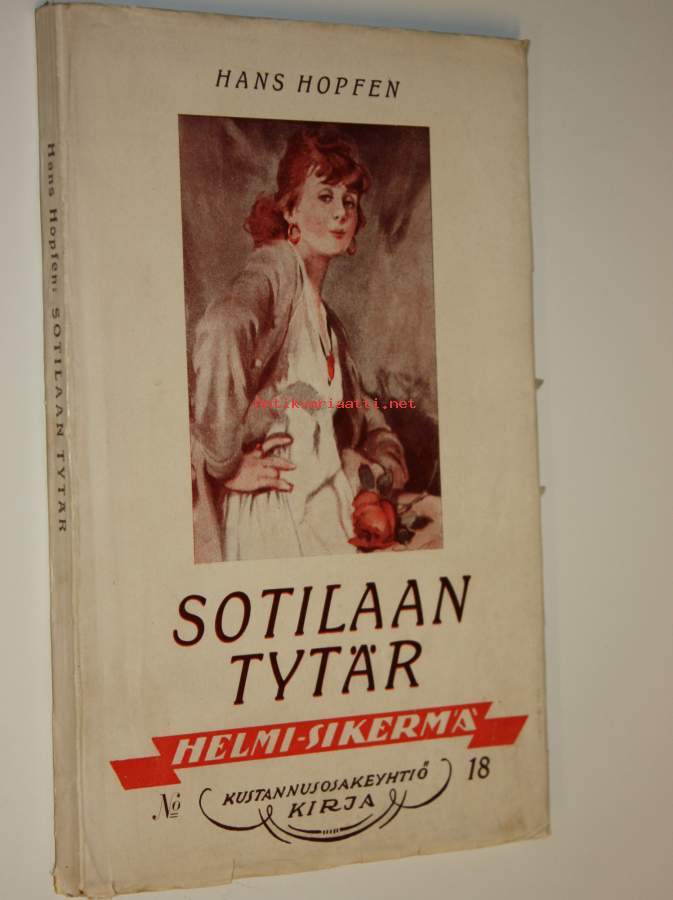 HANS HOPFEN
Hans Hopfen: SOTILAAN TYTÄR
antikvariaatti.net
SOTILAAN
TYTÄR
HELMI-SIKERMÄ
No 18
KUSTANNUSOSAKEYHTIÖ
KIRJA